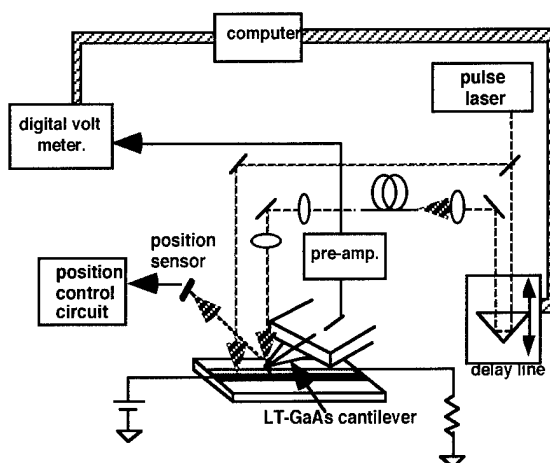 computer
pulse
laser
digital volt
meter.
position
sensor
pre-amp.
position
control
circuit
delay line
LT-GaAs cantilever